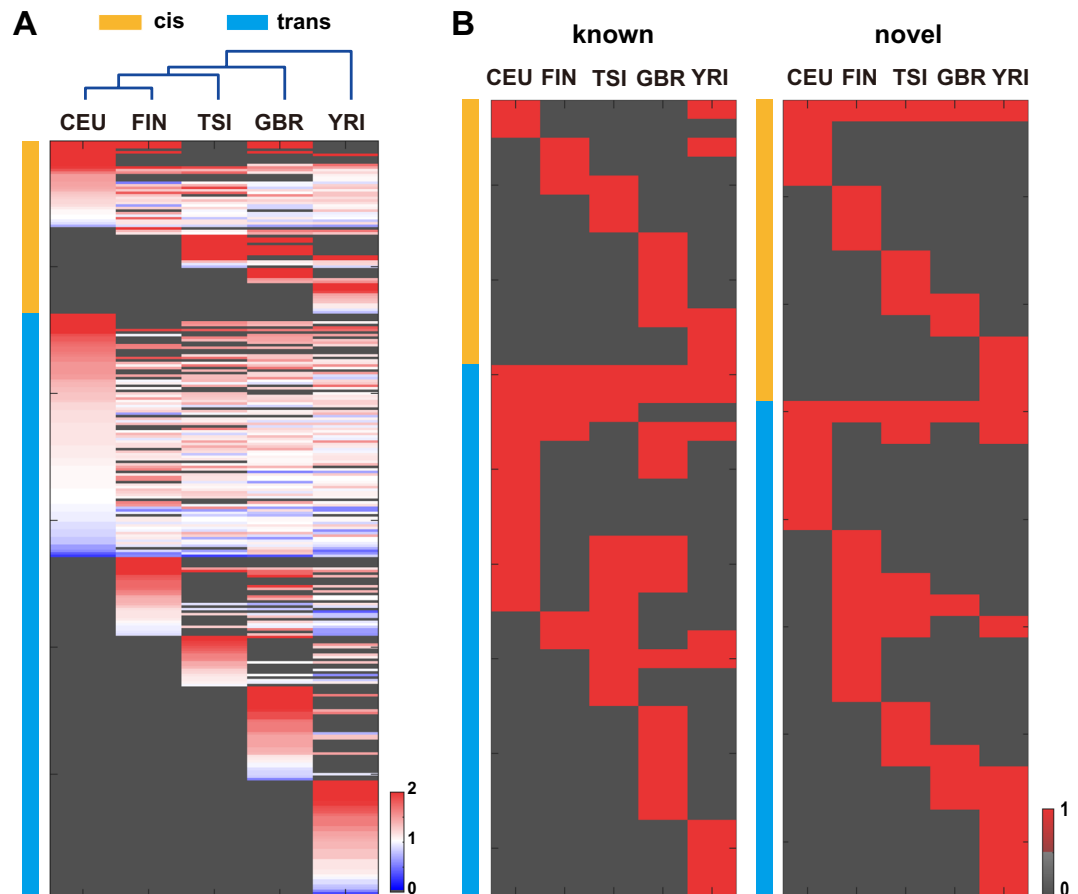 A
cis
trans
CEU FIN TSI GBR YRI
2
1
0
B
known
novel
CEU FIN TSI GBR YRI
CEU FIN TSI GBR YRI
1
0